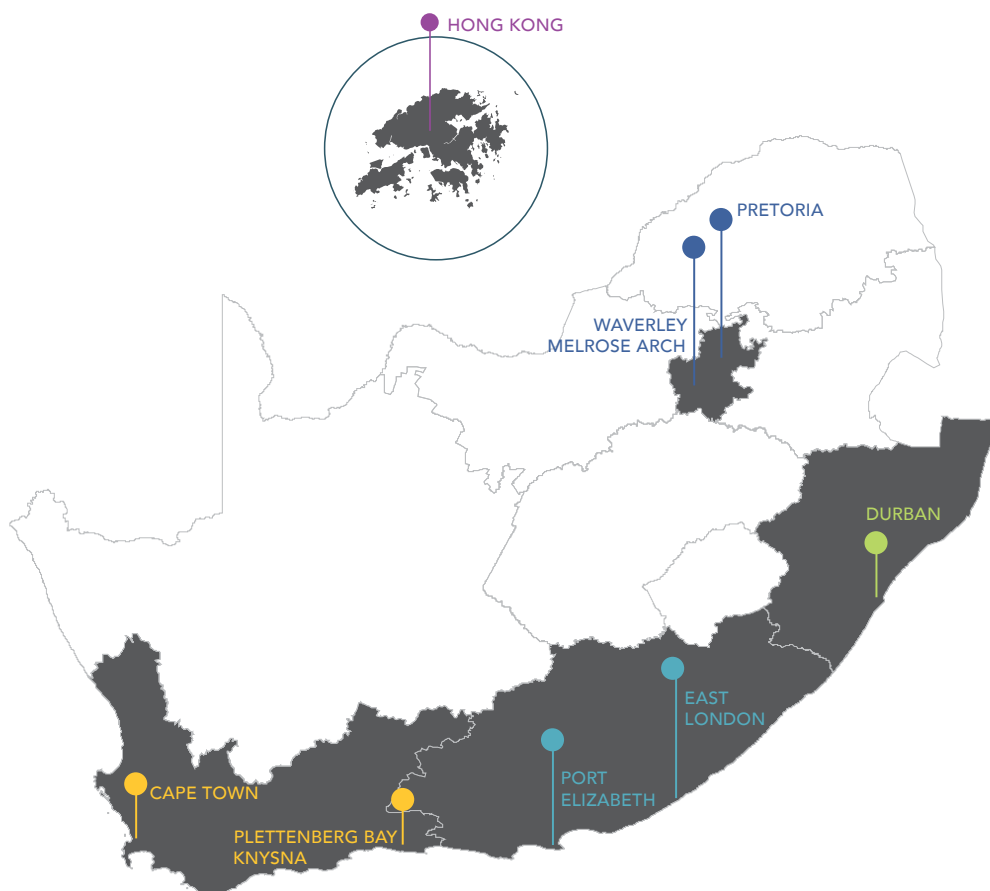 HONG KONG
PRETORIA
WAVERLEY
MELROSE ARCH
DURBAN
EAST
LONDON
PORT
ELIZABETH
CAPE TOWN
PLETTENBERG BAY
KNYSNA